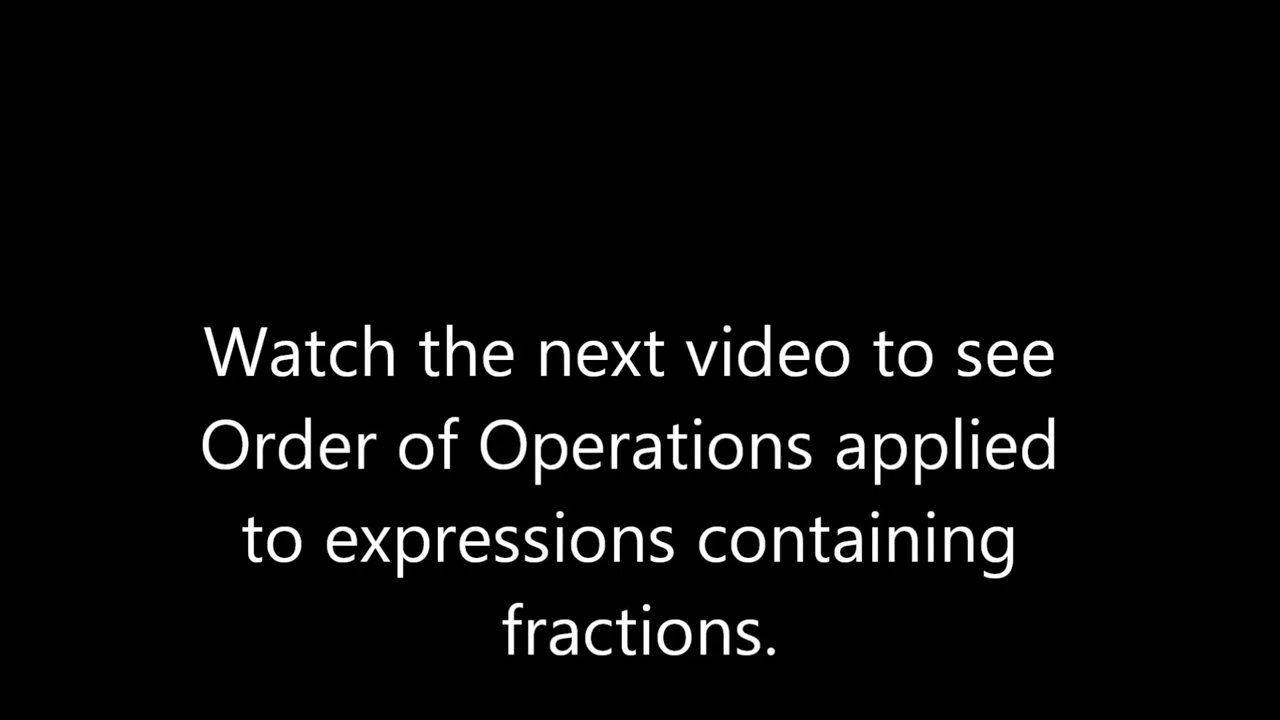 Watch the next video to see
Order of Operations applied
to expressions containing
fractions.